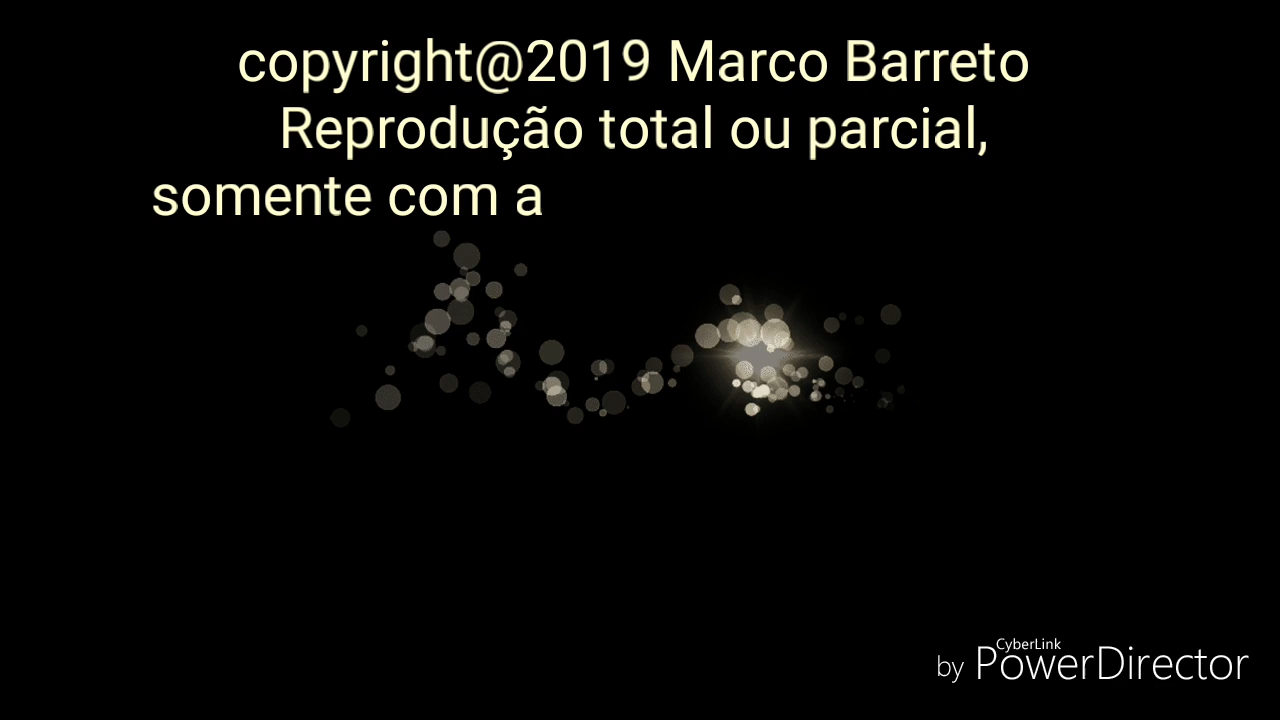 copyright@2019 Marco Barreto
Reprodução total ou parcial,
somente com a
CyberLink
by PowerDirector